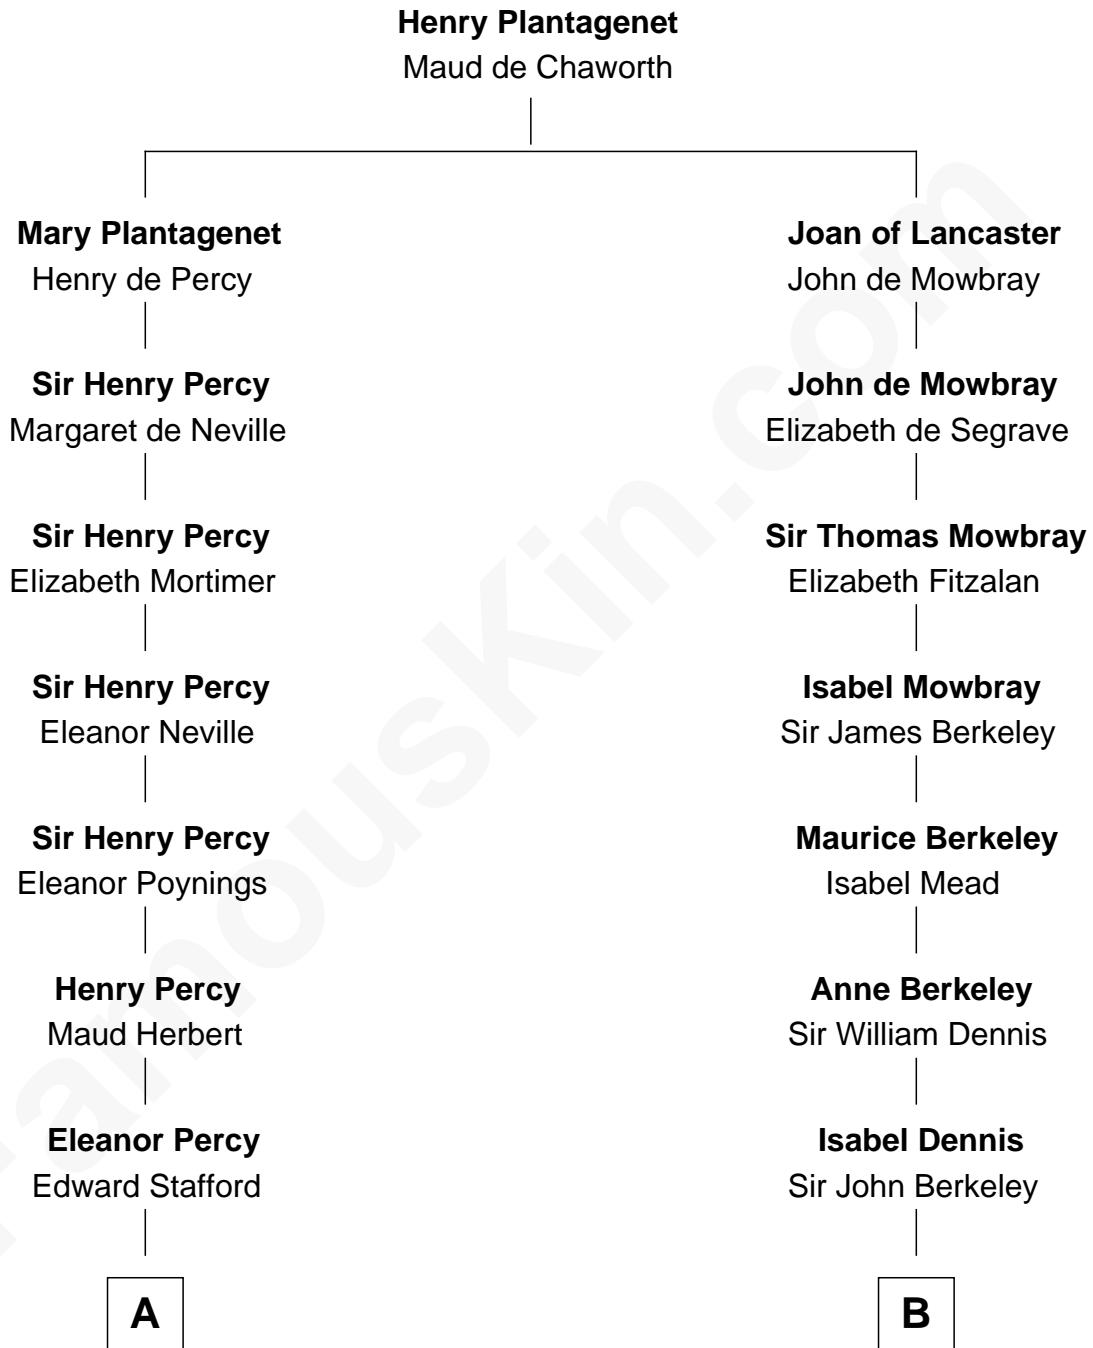 Henry Plantagenet
Maud de Chaworth
Mary Plantagenet
Henry de Percy
Sir Henry Percy
Margaret de Neville
Sir Henry Percy
Elizabeth Mortimer
Sir Henry Percy
Eleanor Neville
Sir Henry Percy
Eleanor Poynings
Henry Percy
Maud Herbert
Eleanor Percy
Edward Stafford
A
Joan of Lancaster
John de Mowbray
John de Mowbray
Elizabeth de Segrave
Sir Thomas Mowbray
Elizabeth Fitzalan
Isabel Mowbray
Sir James Berkeley
Maurice Berkeley
Isabel Mead
Anne Berkeley
Sir William Dennis
Isabel Dennis
Sir John Berkeley
B
FamousKin.com